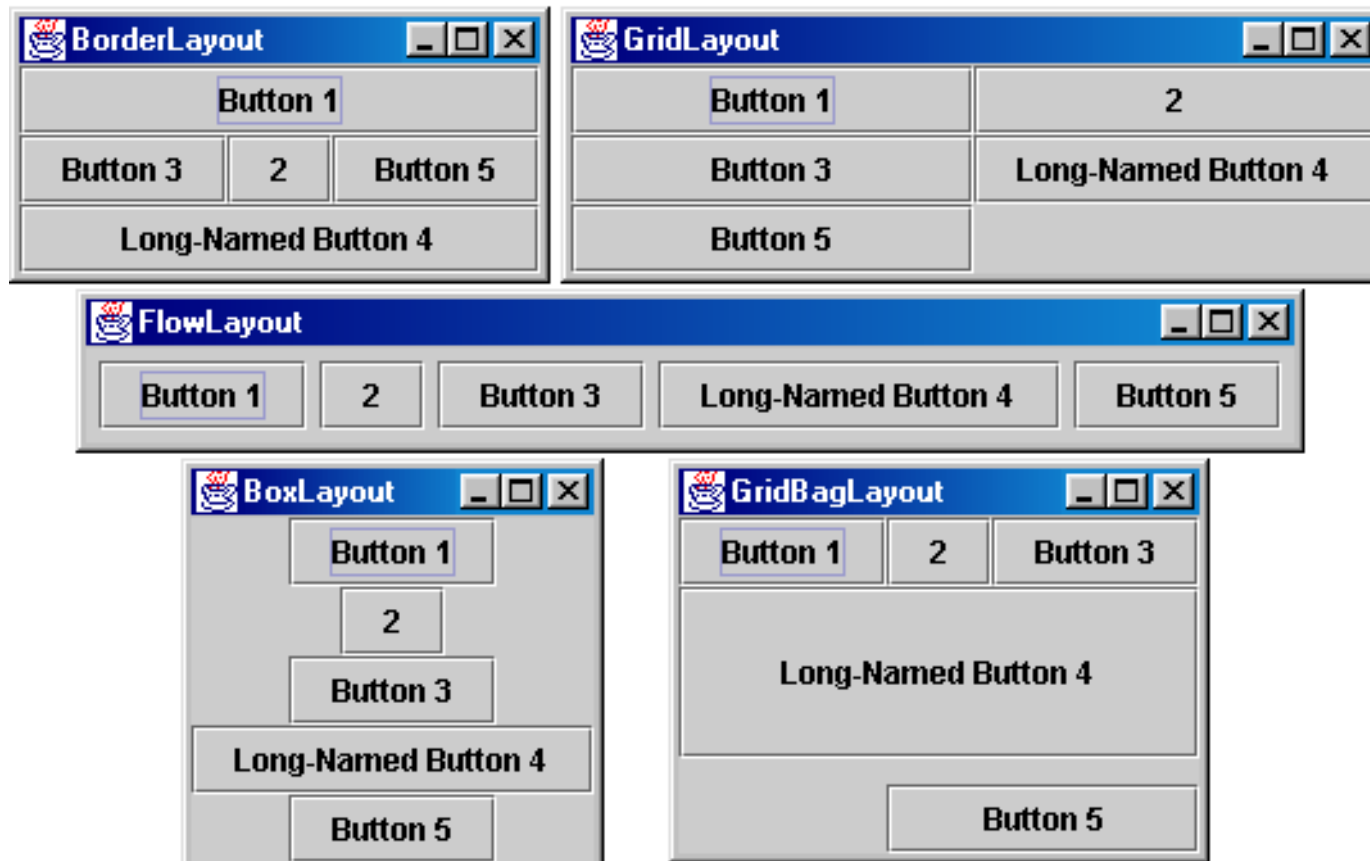 BorderLayout
Button 1
Button 3 2 Button 5
Long-Named Button 4
GridLayout
Button 1 2
Button 3 Long-Named Button 4
Button 5
FlowLayout
Button 1 2 Button 3 Long-Named Button 4 Button 5
BoxLayout
Button 1
2
Button 3
Long-Named Button 4
Button 5
GridBagLayout
Button 1 2 Button 3
Long-Named Button 4
Button 5